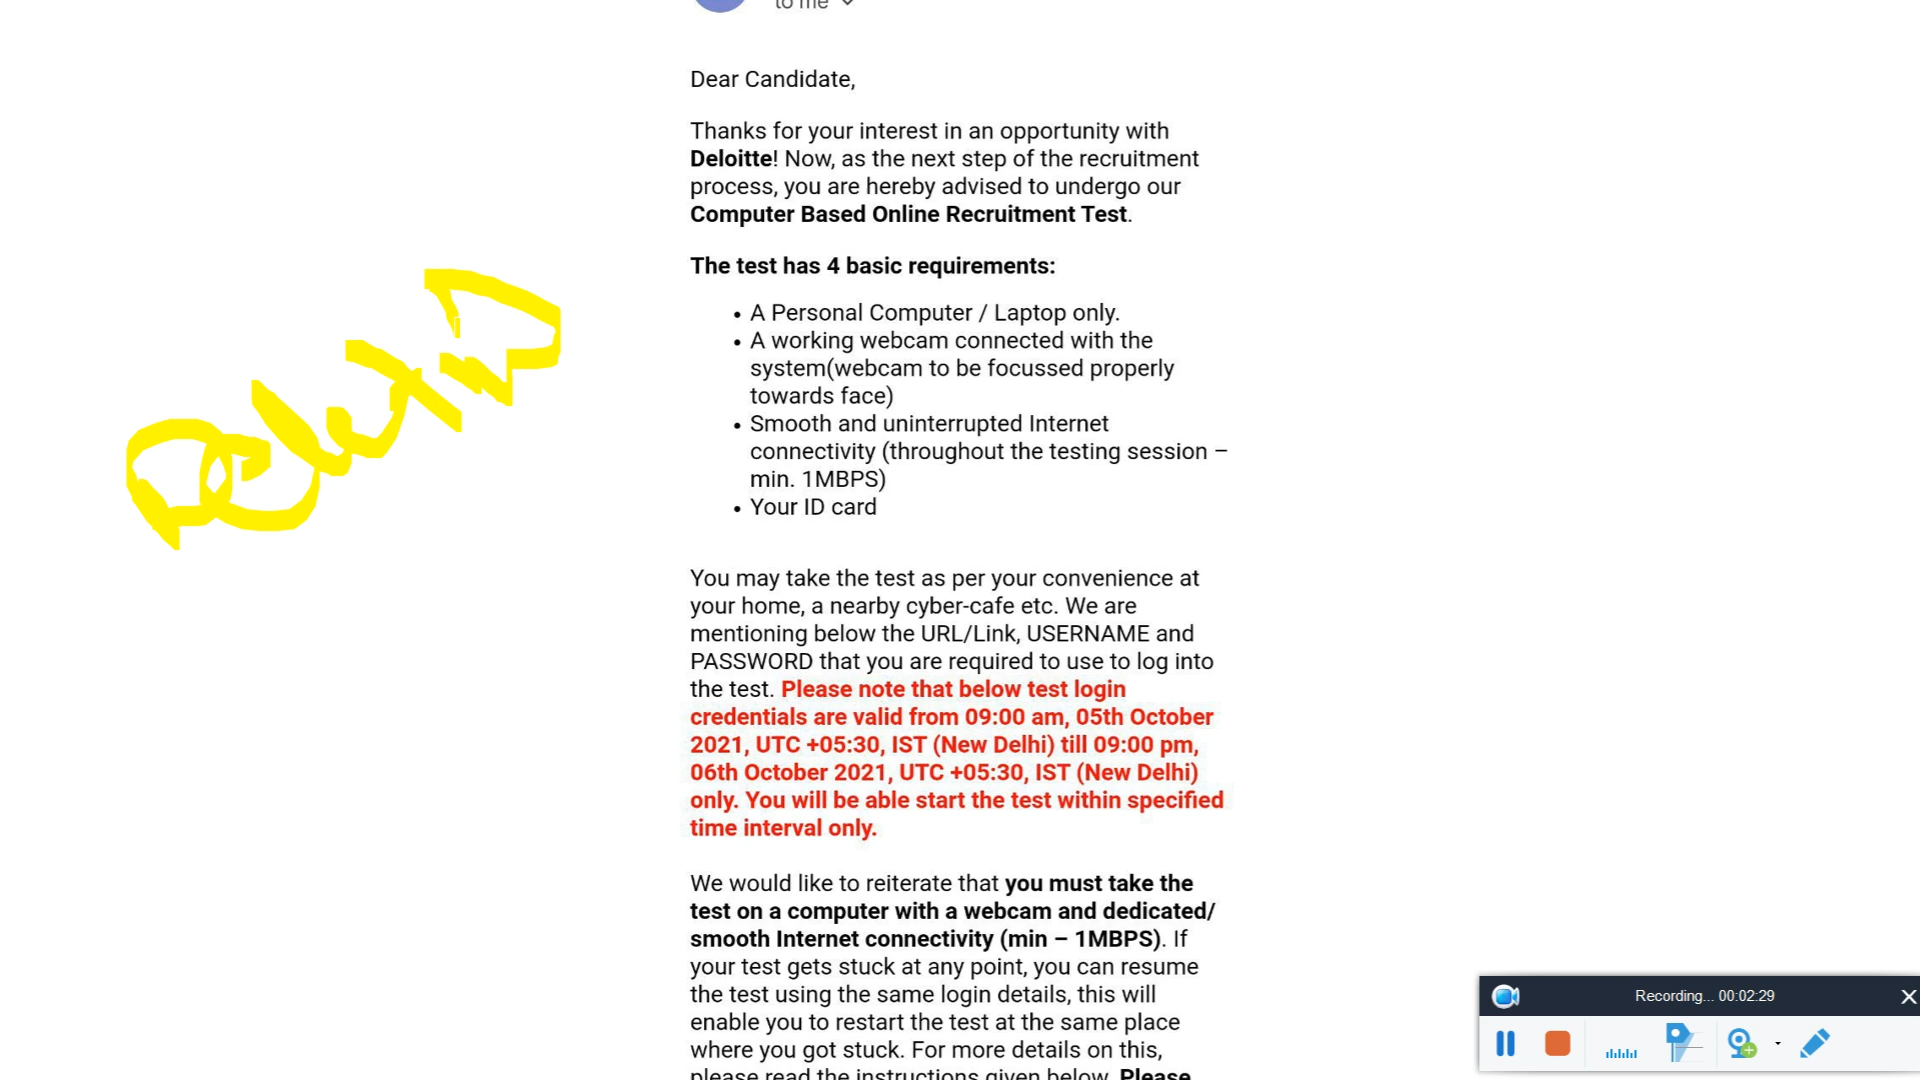 to me
Dear Candidate,
Thanks for your interest in an opportunity with
Deloitte! Now, as the next step of the recruitment
process, you are hereby advised to undergo our
Computer Based Online Recruitment Test.
The test has 4 basic requirements:
• A Personal Computer / Laptop only.
• A working webcam connected with the
system(webcam to be focussed properly
towards face)
• Smooth and uninterrupted Internet
connectivity (throughout the testing session –
min. 1MBPS)
• Your ID card
You may take the test as per your convenience at
your home, a nearby cyber-cafe etc. We are
mentioning below the URL/Link, USERNAME and
PASSWORD that you are required to use to log into
the test. Please note that below test login
credentials are valid from 09:00 am, 05th October
2021, UTC +05:30, IST (New Delhi) till 09:00 pm,
06th October 2021, UTC +05:30, IST (New Delhi)
only. You will be able start the test within specified
time interval only.
We would like to reiterate that you must take the
test on a computer with a webcam and dedicated/
smooth Internet connectivity (min – 1MBPS). If
your test gets stuck at any point, you can resume
the test using the same login details, this will
enable you to restart the test at the same place
where you got stuck. For more details on this,
please read the instructions given below. Please
Recording... 00:02:29